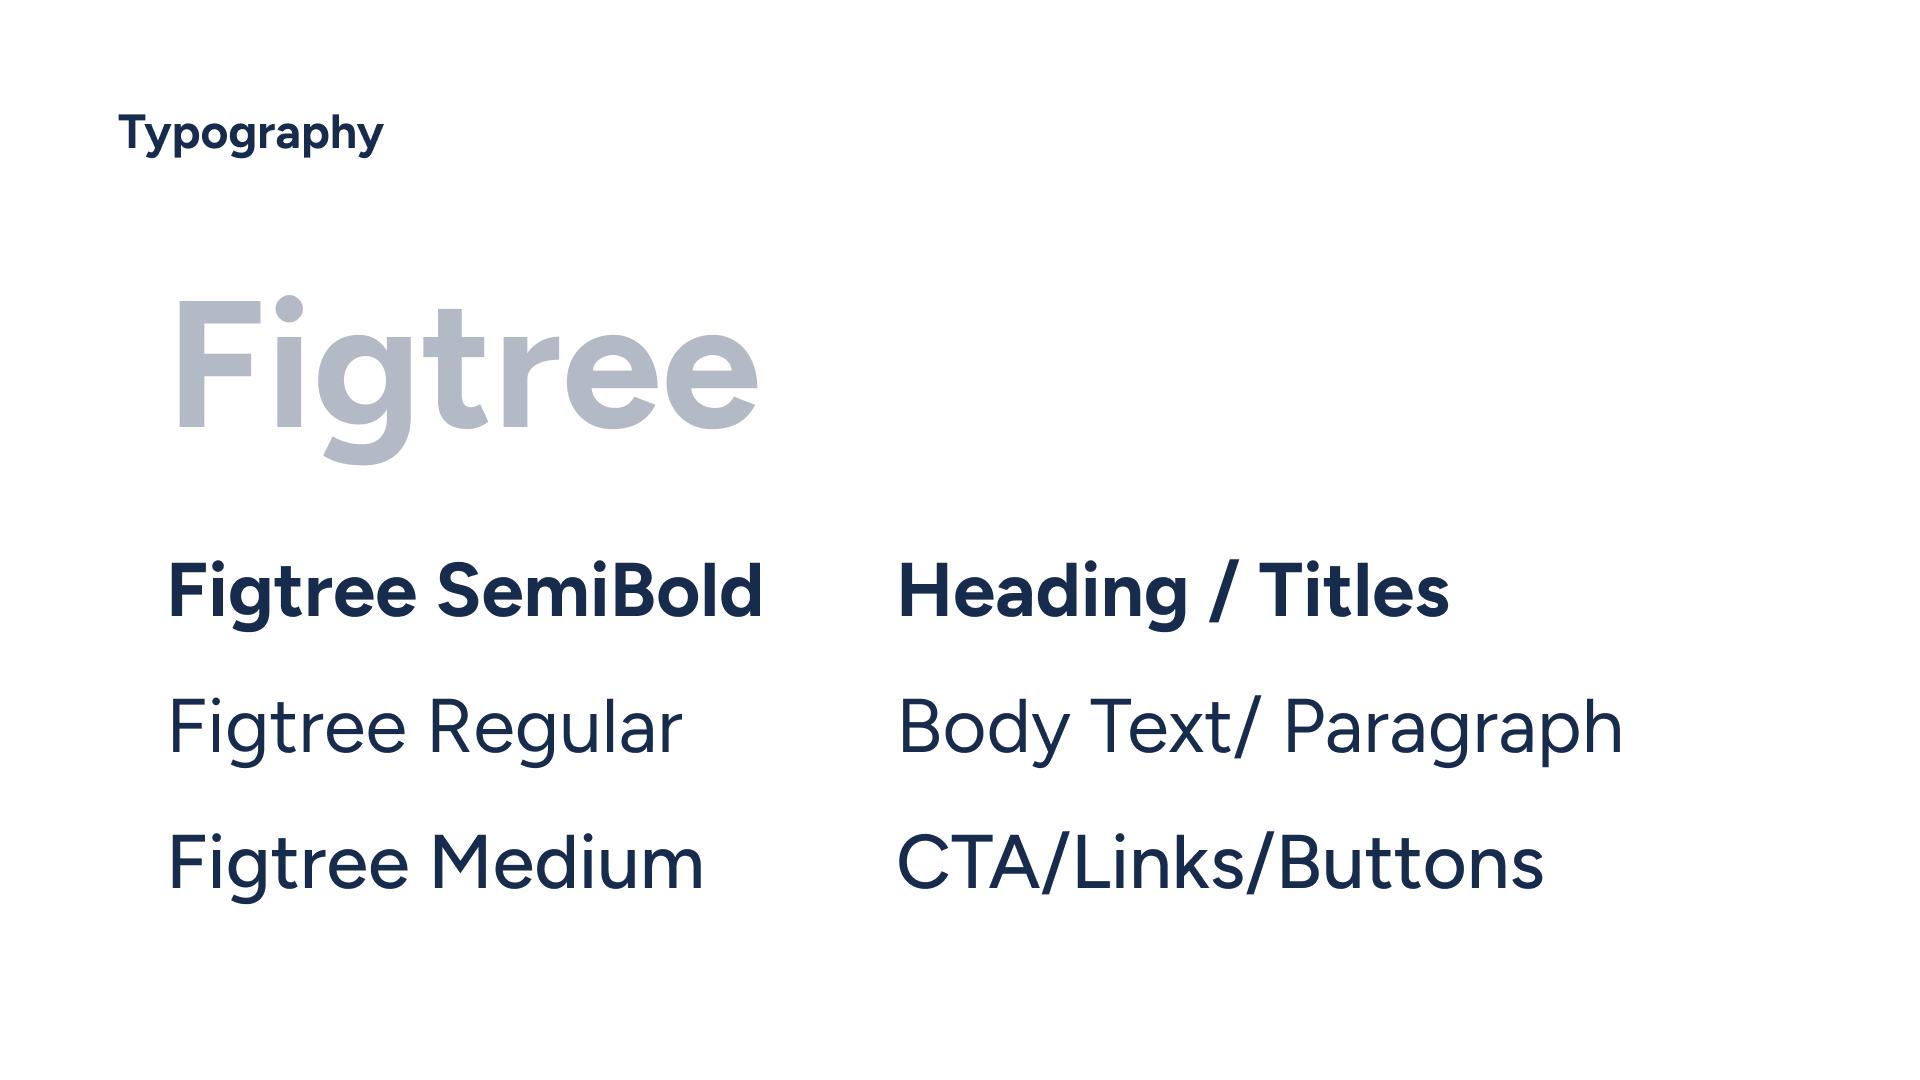 Typography
Figtree
Figtree SemiBold
Heading / Titles
Figtree Regular
Body Text/ Paragraph
Figtree Medium
CTA/Links/Buttons